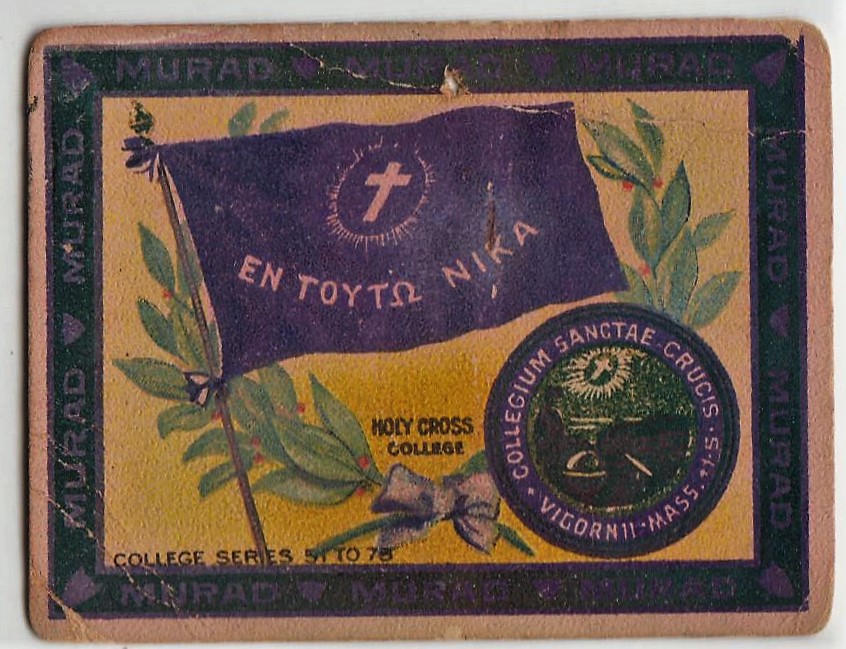 MURAD MURAD MURAD
MURAD
MURAD
MURAD
MURAD
ΕΝ ΤΟΥΤΩ ΝΙΚΑ
COLLEGIUM SANCTAE CRUCIS
VIGORNII·MASS.
HOLY CROSS
COLLEGE
COLLEGE SERIES 51 TO 75
MURAD MURAD MURAD